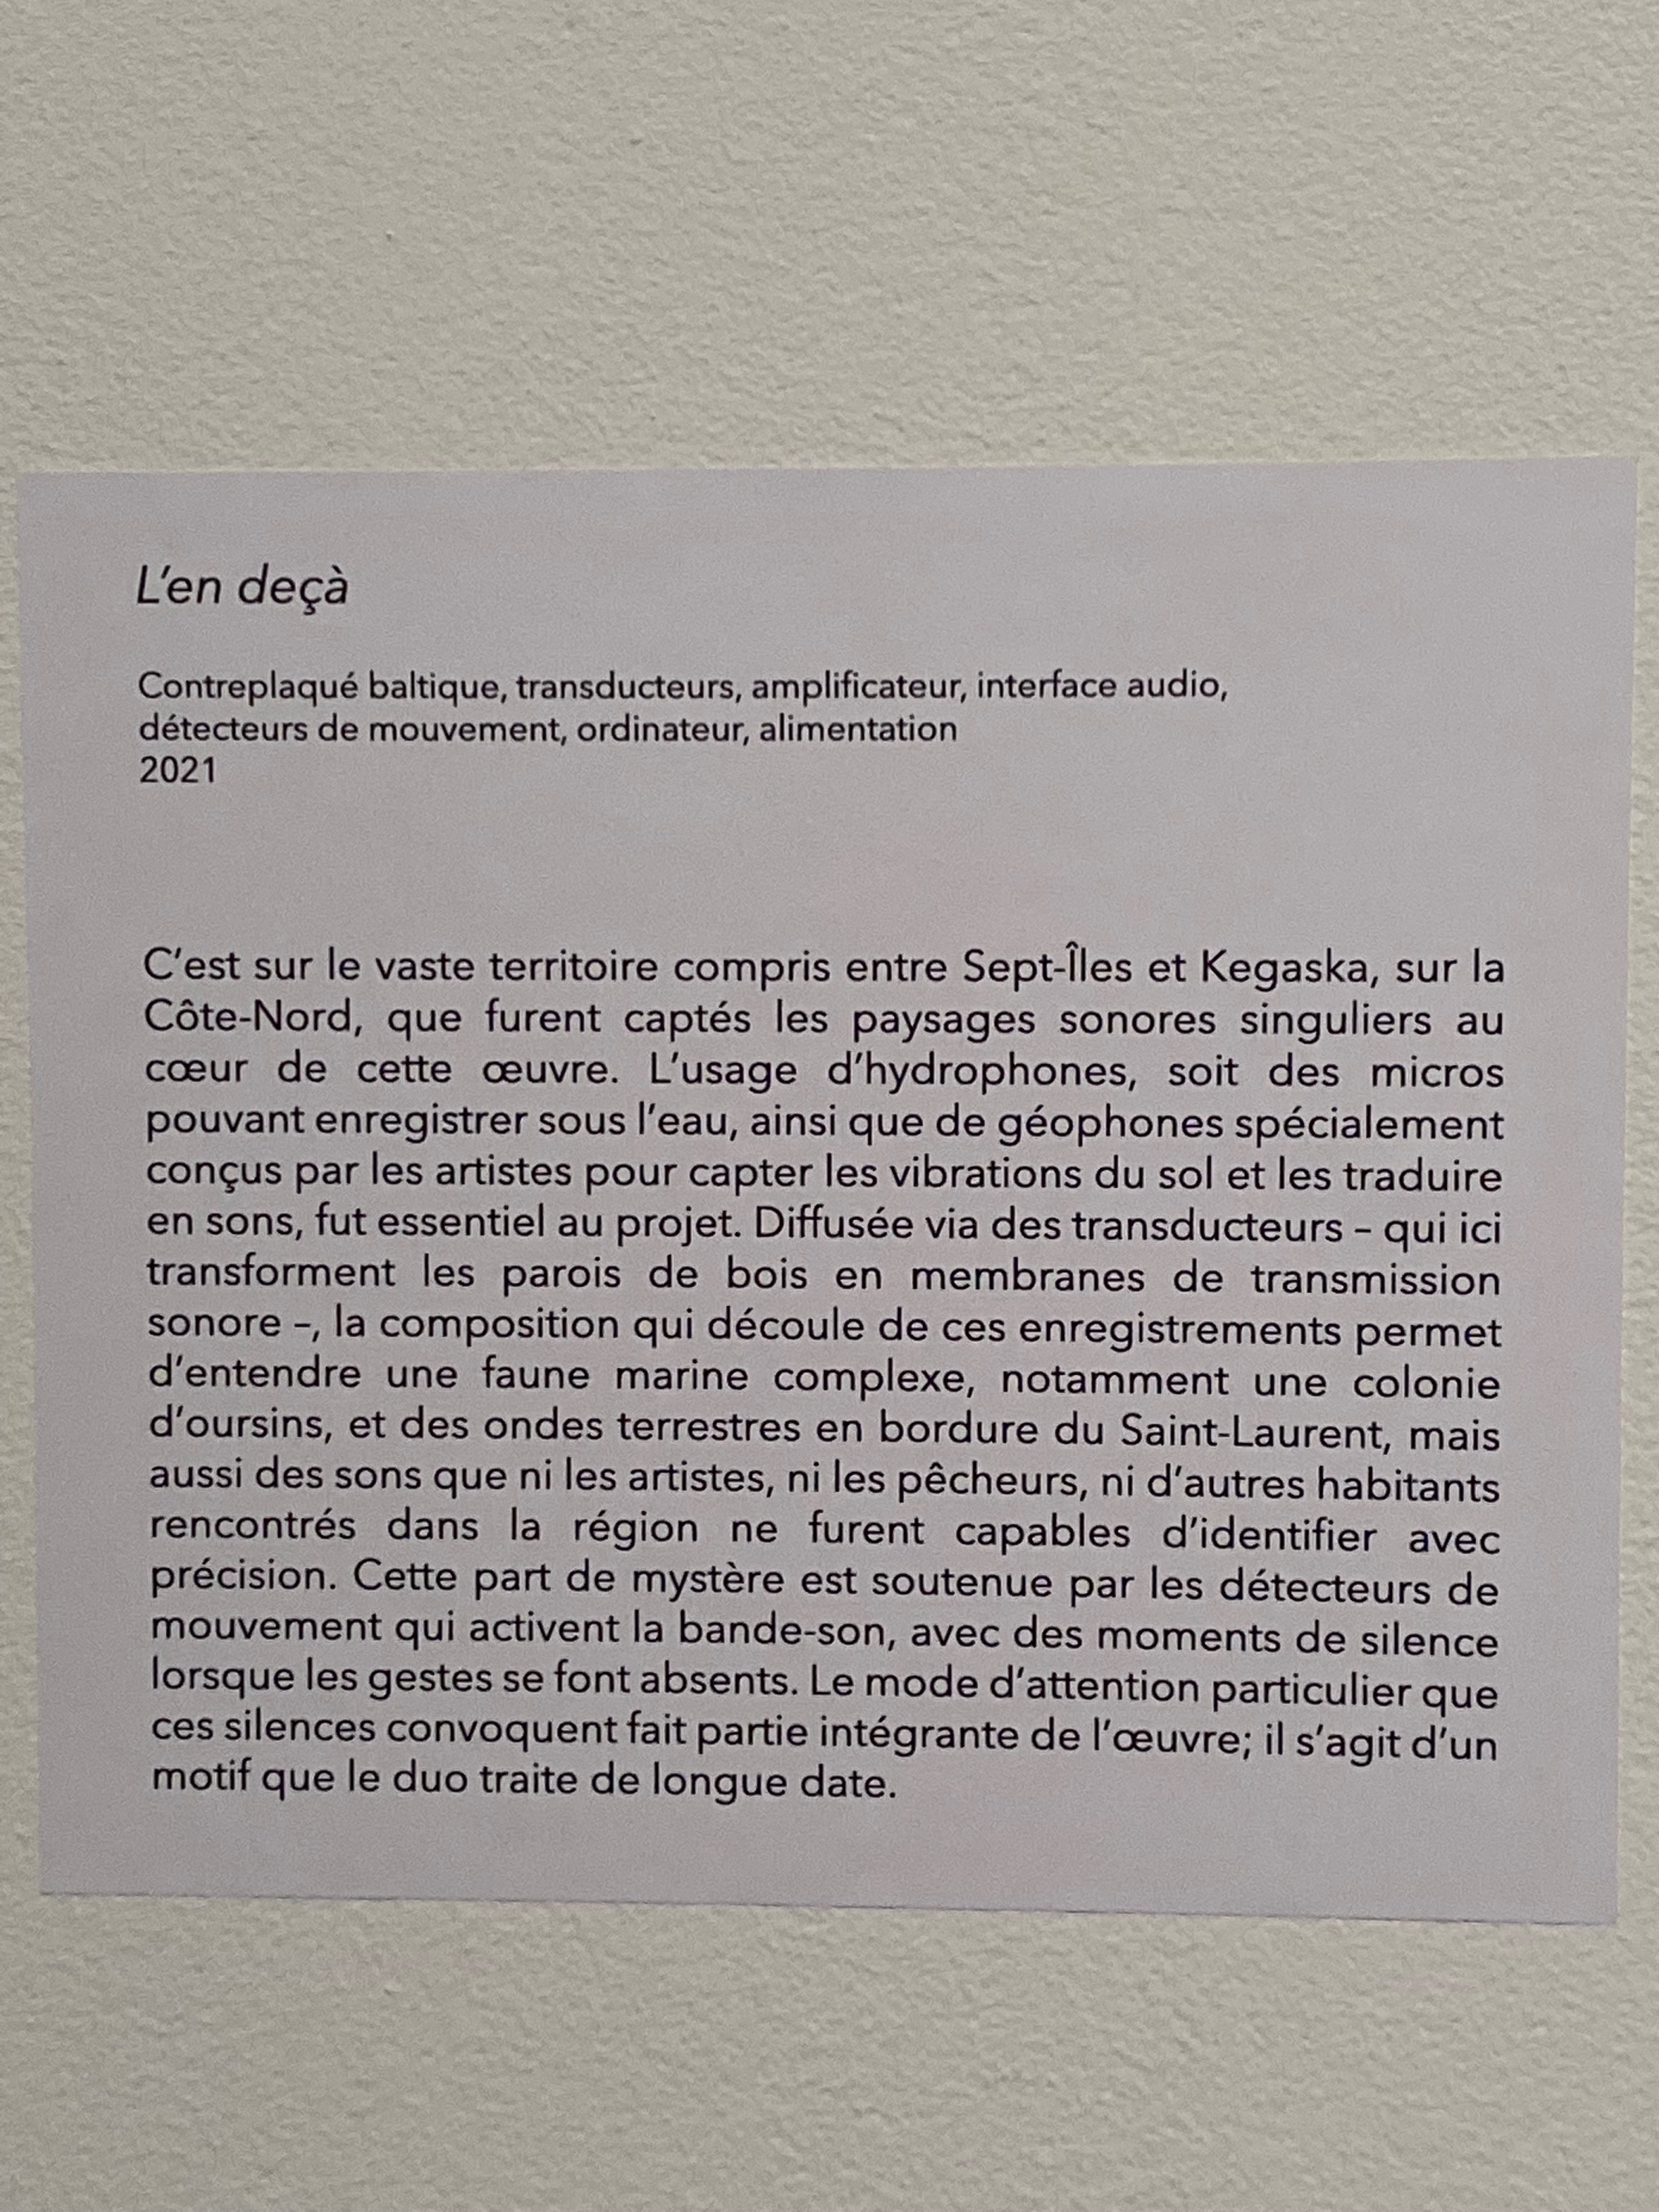 L'en deçà
Contreplaqué baltique, transducteurs, amplificateur, interface audio,
détecteurs de mouvement, ordinateur, alimentation
2021
C'est sur le vaste territoire compris entre Sept-Îles et Kegaska, sur la
Côte-Nord, que furent captés les paysages sonores singuliers au
cœur de cette œuvre. L'usage d'hydrophones, soit des micros
pouvant enregistrer sous l'eau, ainsi que de géophones spécialement
conçus par les artistes pour capter les vibrations du sol et les traduire
en sons, fut essentiel au projet. Diffusée via des transducteurs – qui ici
transforment les parois de bois en membranes de transmission
sonore –, la composition qui découle de ces enregistrements permet
d'entendre une faune marine complexe, notamment une colonie
d'oursins, et des ondes terrestres en bordure du Saint-Laurent, mais
aussi des sons que ni les artistes, ni les pêcheurs, ni d'autres habitants
rencontrés dans la région ne furent capables d'identifier avec
précision. Cette part de mystère est soutenue par les détecteurs de
mouvement qui activent la bande-son, avec des moments de silence
lorsque les gestes se font absents. Le mode d'attention particulier que
ces silences convoquent fait partie intégrante de l'œuvre; il s'agit d'un
motif que le duo traite de longue date.